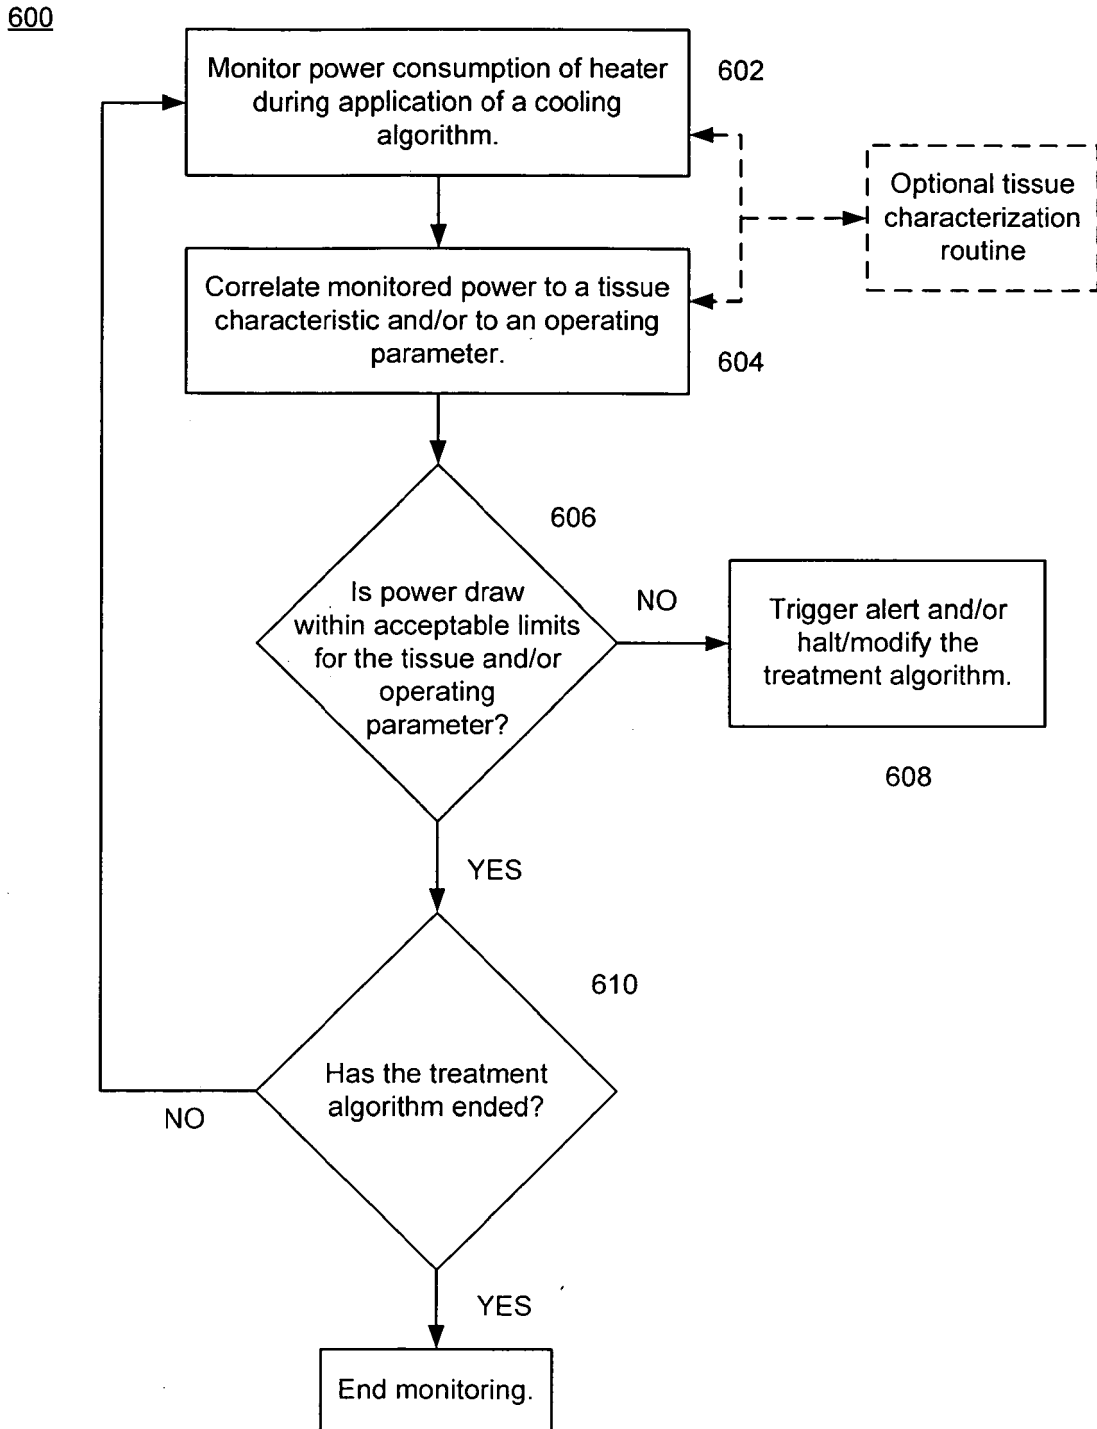 600
Monitor power consumption of heater
during application of a cooling
algorithm.
602
Optional tissue
characterization
routine
Correlate monitored power to a tissue
characteristic and/or to an operating
parameter.
604
606
Is power draw
within acceptable limits
for the tissue and/or
operating
parameter?
NO
Trigger alert and/or
halt/modify the
treatment algorithm.
608
YES
610
Has the treatment
algorithm ended?
NO
YES
End monitoring.